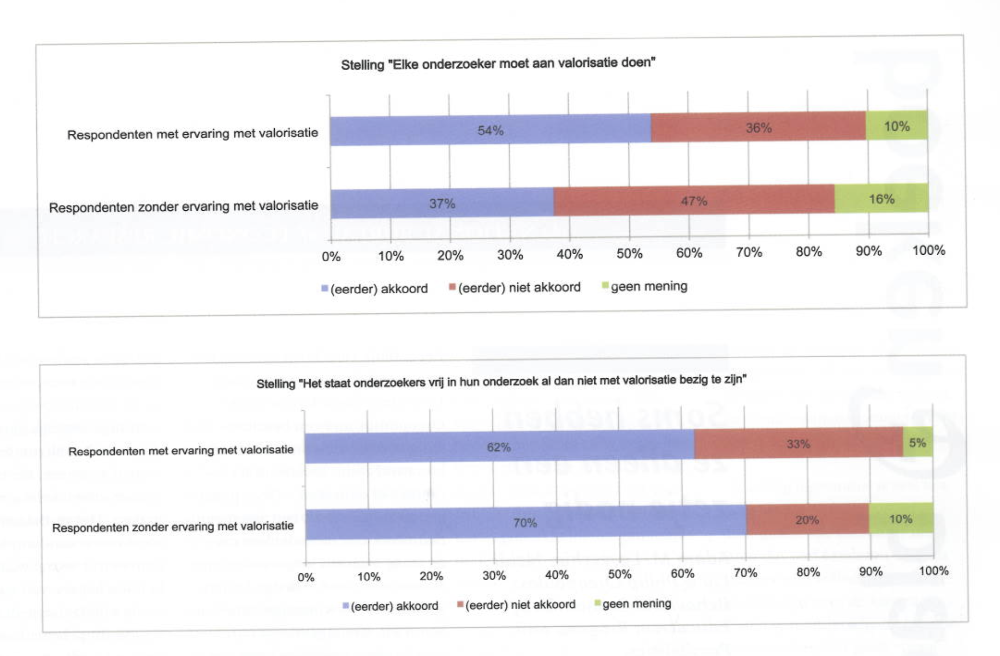 Stelling "Elke onderzoeker moet aan valorisatie doen"
Respondenten met ervaring met valorisatie
54%
36%
10%
Respondenten zonder ervaring met valorisatie
37%
47%
16%
0% 10% 20% 30% 40% 50% 60% 70% 80% 90% 100%
(eerder) akkoord (eerder) niet akkoord geen mening
Stelling "Het staat onderzoekers vrij in hun onderzoek al dan niet met valorisatie bezig te zijn"
Respondenten met ervaring met valorisatie
62%
33%
5%
Respondenten zonder ervaring met valorisatie
70%
20%
10%
0% 10% 20% 30% 40% 50% 60% 70% 80% 90% 100%
(eerder) akkoord (eerder) niet akkoord geen mening